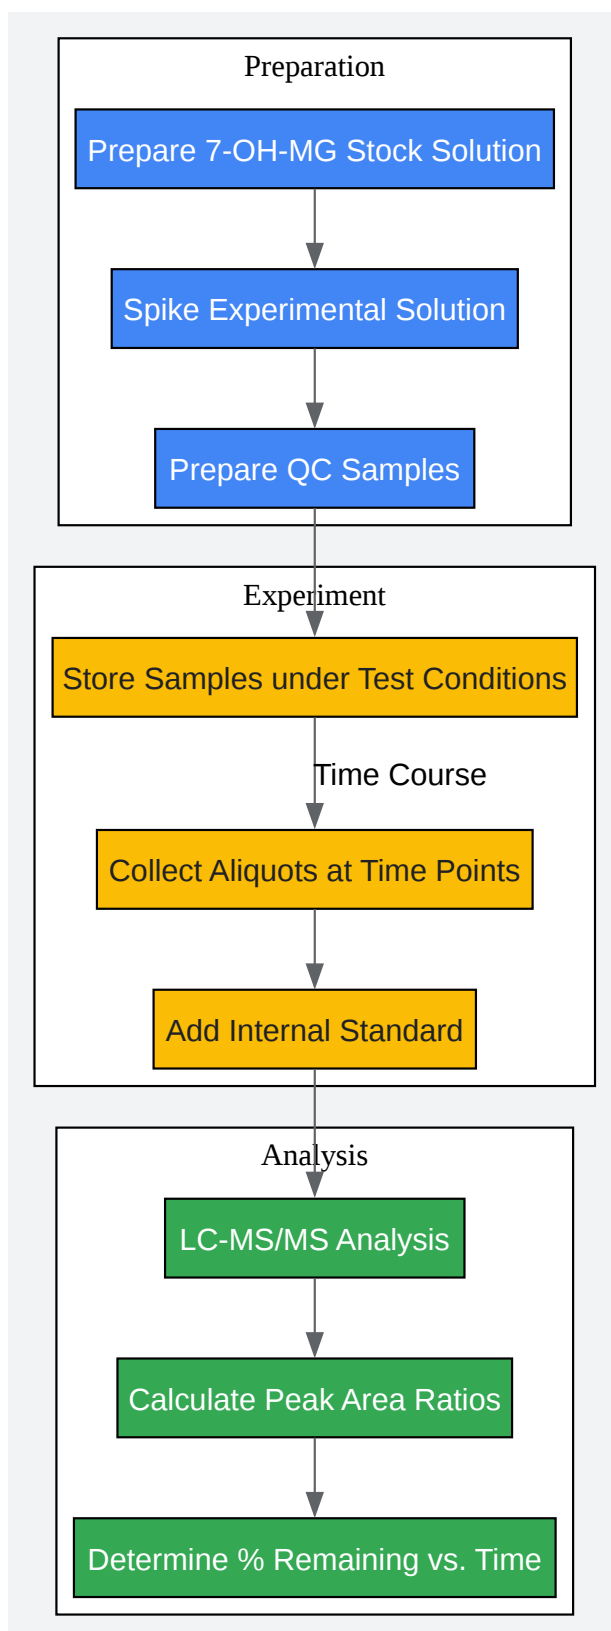 Preparation
Prepare 7-OH-MG Stock Solution
Spike Experimental Solution
Prepare QC Samples
Experiment
Store Samples under Test Conditions
Time Course
Collect Aliquots at Time Points
Add Internal Standard
Analysis
LC-MS/MS Analysis
Calculate Peak Area Ratios
Determine % Remaining vs. Time